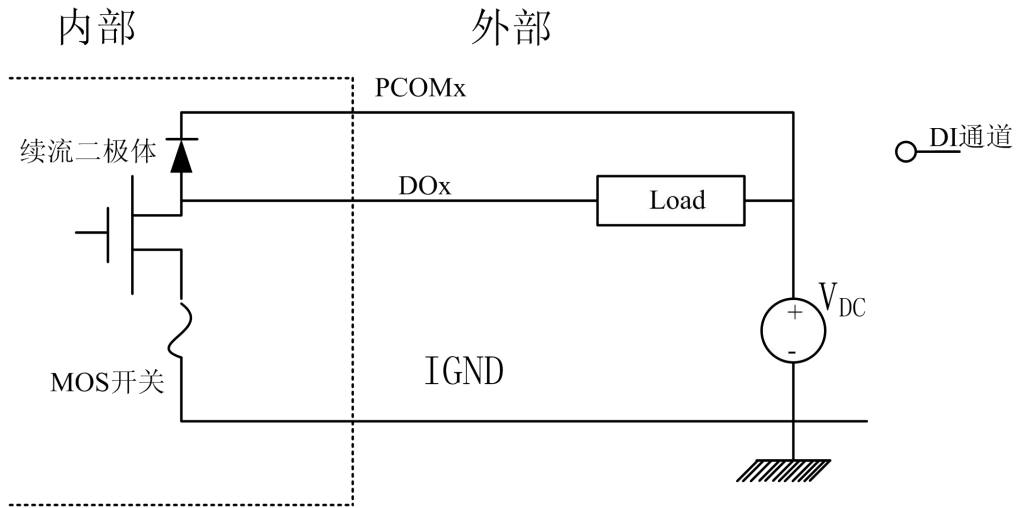 内部
外部
PCOMx
续流二极体
DI通道
DOx
Load
VDC
+
-
IGND
MOS开关